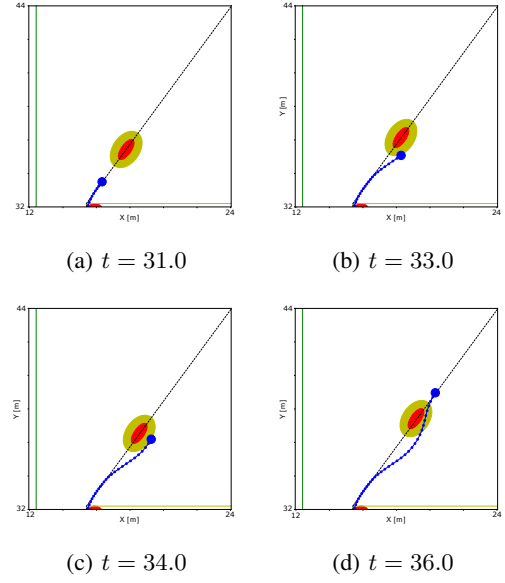 44
44
Y [m]
32
32
12
X [m]
24
12
X [m]
24
(a) t = 31.0
(b) t = 33.0
44
44
Y [m]
Y [m]
32
32
12
X [m]
24
12
X [m]
24
(c) t = 34.0
(d) t = 36.0